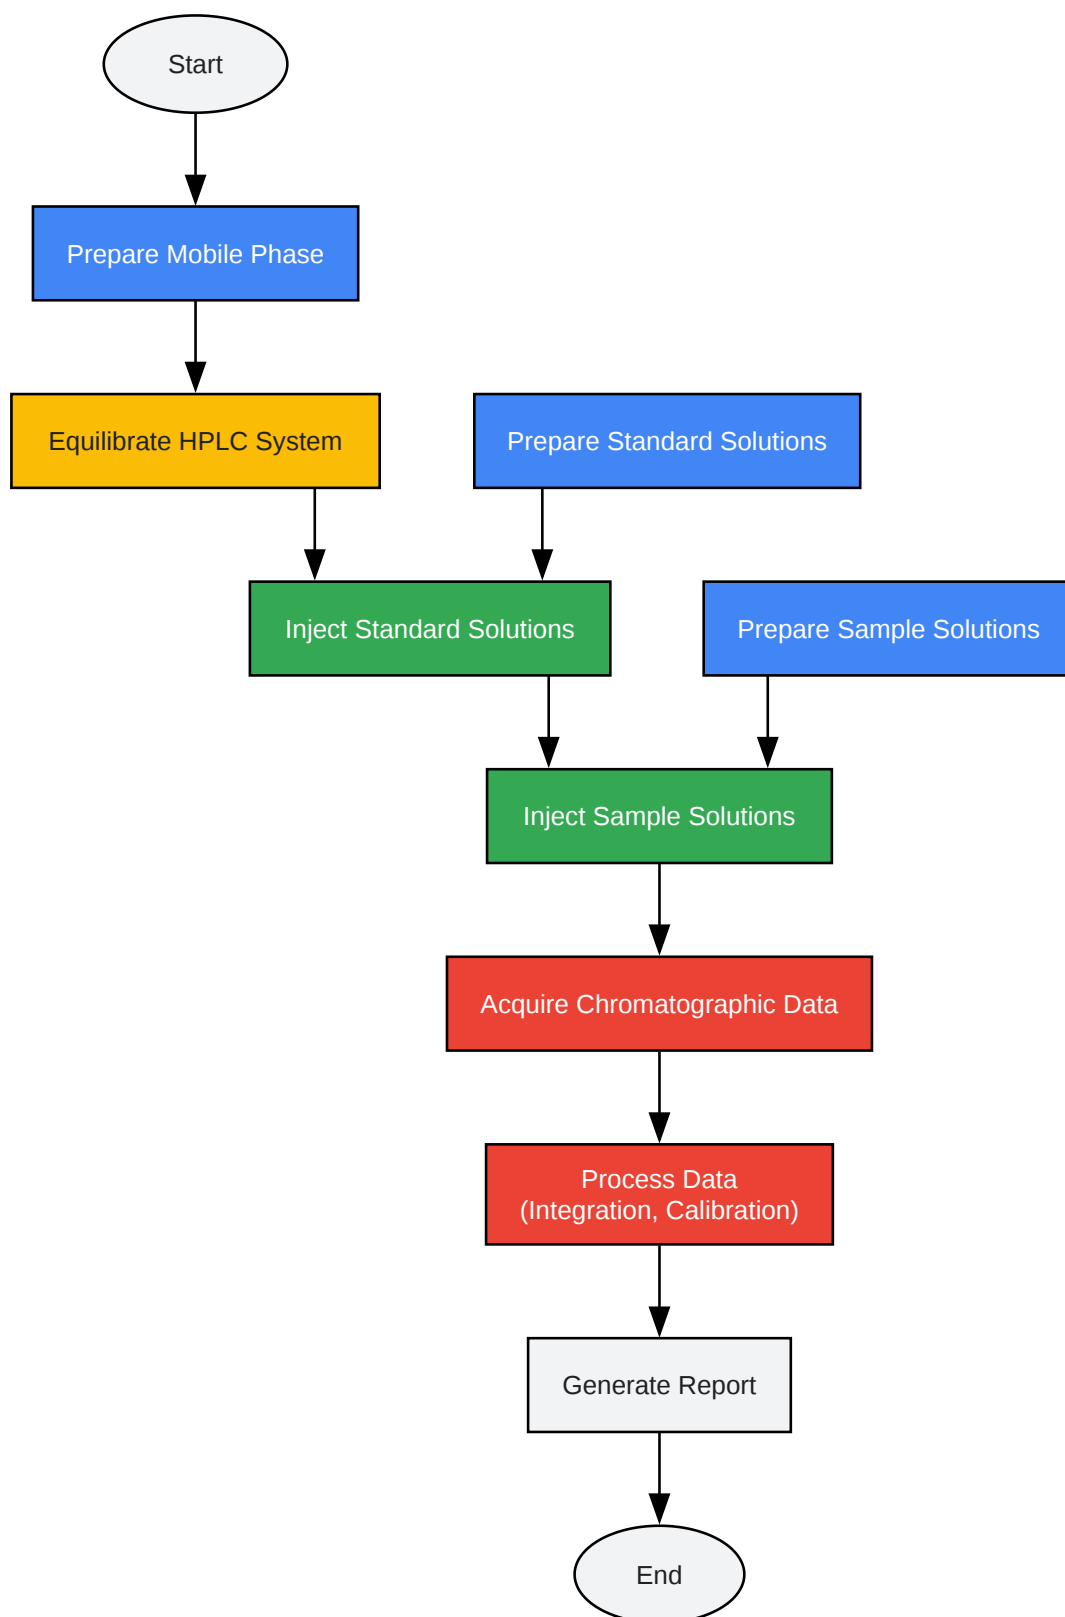 Start
Prepare Mobile Phase
Equilibrate HPLC System
Prepare Standard Solutions
Inject Standard Solutions
Prepare Sample Solutions
Inject Sample Solutions
Acquire Chromatographic Data
Process Data
(Integration, Calibration)
Generate Report
End